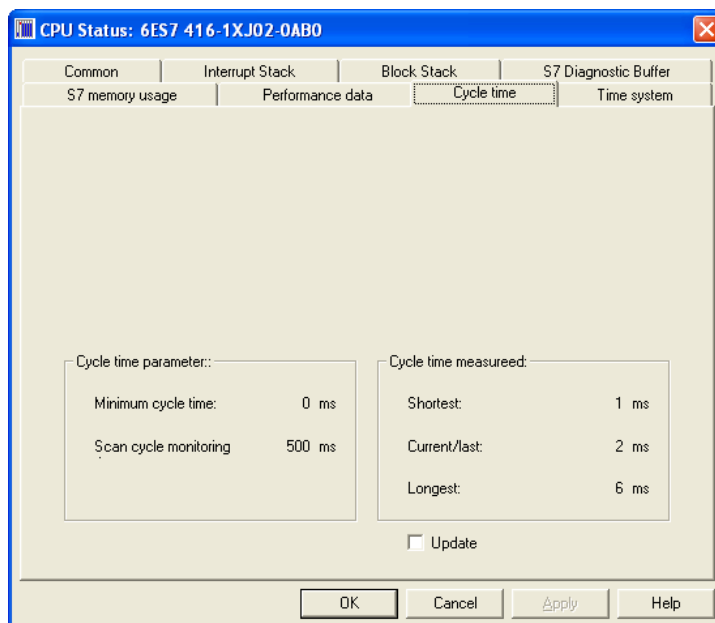 CPU Status: 6ES7 416-1XJ02-0AB0
Common Interrupt Stack Block Stack S7 Diagnostic Buffer
S7 memory usage Performance data Cycle time Time system
Cycle time parameter::
Minimum cycle time: 0 ms
Scan cycle monitoring 500 ms
Cycle time measureed:
Shortest: 1 ms
Current/last: 2 ms
Longest: 6 ms
Update
OK Cancel Apply Help